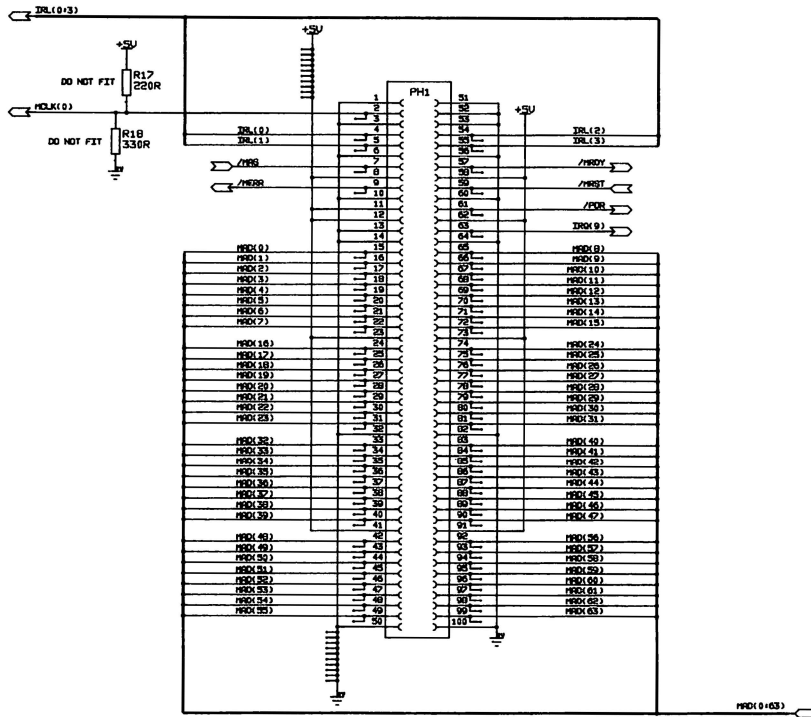 IRL(0:3)
+5V
+5V
R17
220R
DO NOT FIT
PH1
+5V
MCLK(0)
R18
330R
DO NOT FIT
IRL(0)
IRL(1)
IRL(2)
IRL(3)
/MAS
/MERR
/MRDY
/MRST
/POR
IRQ(9)
1 51
2 52
3 53
4 54
5 55
6 56
7 57
8 58
9 59
10 60
11 61
12 62
13 63
14 64
15 65
16 66
17 67
18 68
19 69
20 70
21 71
22 72
23 73
24 74
25 75
26 76
27 77
28 78
29 79
30 80
31 81
32 82
33 83
34 84
35 85
36 86
37 87
38 88
39 89
40 90
41 91
42 92
43 93
44 94
45 95
46 96
47 97
48 98
49 99
50 100
MAD(0) MAD(8)
MAD(1) MAD(9)
MAD(2) MAD(10)
MAD(3) MAD(11)
MAD(4) MAD(12)
MAD(5) MAD(13)
MAD(6) MAD(14)
MAD(7) MAD(15)
MAD(16) MAD(24)
MAD(17) MAD(25)
MAD(18) MAD(26)
MAD(19) MAD(27)
MAD(20) MAD(28)
MAD(21) MAD(29)
MAD(22) MAD(30)
MAD(23) MAD(31)
MAD(32) MAD(40)
MAD(33) MAD(41)
MAD(34) MAD(42)
MAD(35) MAD(43)
MAD(36) MAD(44)
MAD(37) MAD(45)
MAD(38) MAD(46)
MAD(39) MAD(47)
MAD(48) MAD(56)
MAD(49) MAD(57)
MAD(50) MAD(58)
MAD(51) MAD(59)
MAD(52) MAD(60)
MAD(53) MAD(61)
MAD(54) MAD(62)
MAD(55) MAD(63)
MAD(0:63)